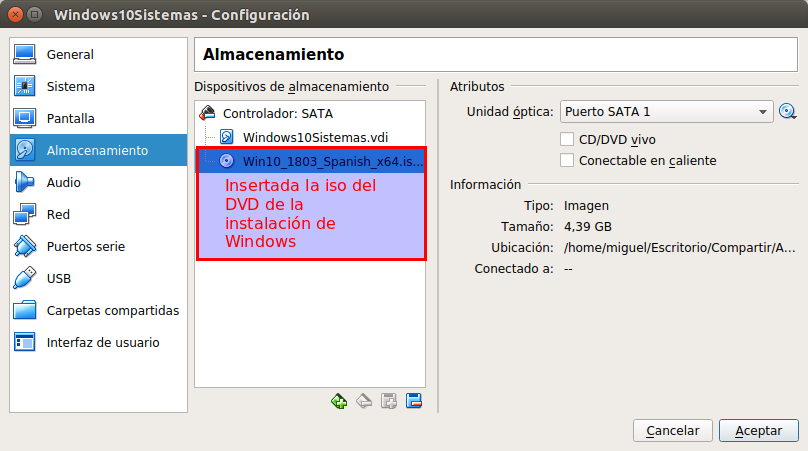 Windows10Sistemas - Configuración
General
Sistema
Pantalla
Almacenamiento
Audio
Red
Puertos serie
USB
Carpetas compartidas
Interfaz de usuario
Almacenamiento
Dispositivos de almacenamiento
Controlador: SATA
Windows10Sistemas.vdi
Win10_1803_Spanish_x64.is...
Insertada la iso del
DVD de la
instalación de
Windows
Atributos
Unidad óptica: Puerto SATA 1
CD/DVD vivo
Conectable en caliente
Información
Tipo: Imagen
Tamaño: 4,39 GB
Ubicación: /home/miguel/Escritorio/Compartir/A...
Conectado a: --
Cancelar Aceptar